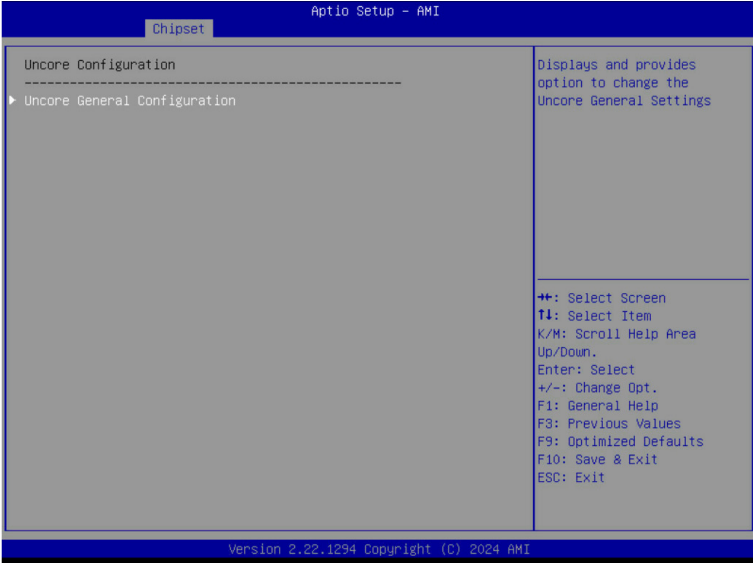 Aptio Setup – AMI
Chipset
Uncore Configuration
--------------------------------------------------
Uncore General Configuration
Displays and provides
option to change the
Uncore General Settings
→←: Select Screen
↑↓: Select Item
K/M: Scroll Help Area
Up/Down.
Enter: Select
+/-: Change Opt.
F1: General Help
F3: Previous Values
F9: Optimized Defaults
F10: Save & Exit
ESC: Exit
Version 2.22.1294 Copyright (C) 2024 AMI